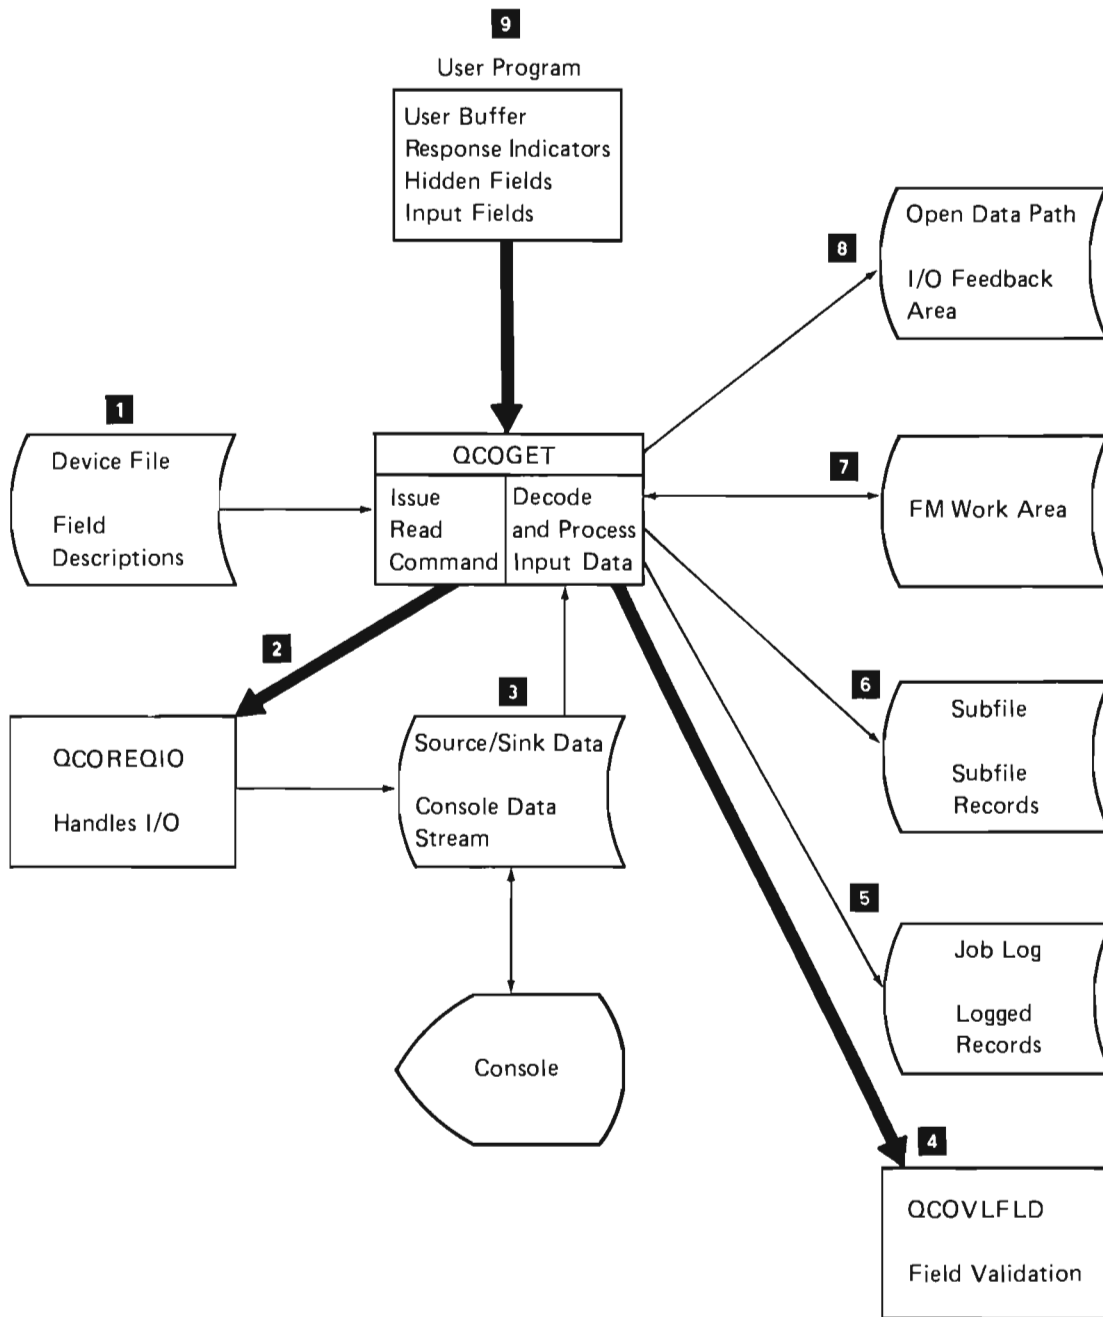 9
User Program
User Buffer
Response Indicators
Hidden Fields
Input Fields
8
Open Data Path
I/O Feedback
Area
1
Device File
Field
Descriptions
QCOGET
Issue
Read
Command
Decode
and Process
Input Data
7
FM Work Area
2
QCOREQIO
Handles I/O
3
Source/Sink Data
Console Data
Stream
6
Subfile
Subfile
Records
5
Job Log
Logged
Records
Console
4
QCOVLFLD
Field Validation